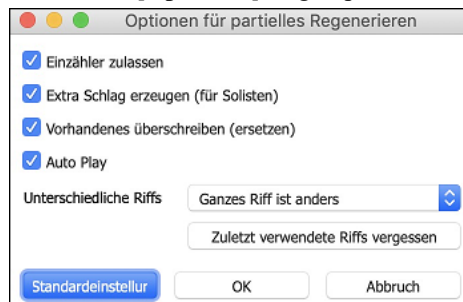 Optionen für partielles Regenerieren
Einzähler zulassen
Extra Schlag erzeugen (für Solisten)
Vorhandenes überschreiben (ersetzen)
Auto Play
Unterschiedliche Riffs Ganzes Riff ist anders
Zuletzt verwendete Riffs vergessen
Standardeinstellur OK Abbruch